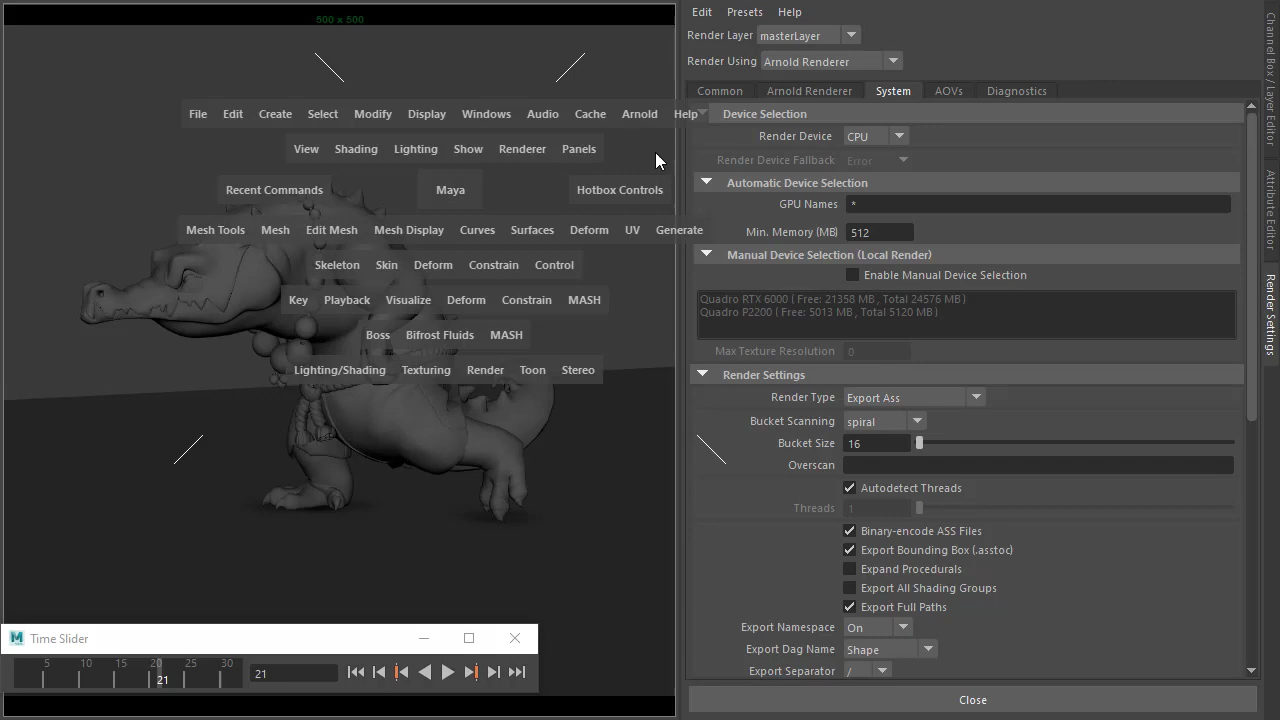 500 x 500
File Edit Create Select Modify Display Windows Audio Cache Arnold Help
View Shading Lighting Show Renderer Panels
Recent Commands Maya Hotbox Controls
Mesh Tools Mesh Edit Mesh Mesh Display Curves Surfaces Deform UV Generate
Skeleton Skin Deform Constrain Control
Key Playback Visualize Deform Constrain MASH
Boss Bifrost Fluids MASH
Lighting/Shading Texturing Render Toon Stereo
Time Slider
5 10 15 20 25 30
21
21
Edit Presets Help
Render Layer masterLayer
Render Using Arnold Renderer
Common Arnold Renderer System AOVs Diagnostics
Device Selection
Render Device CPU
Render Device Fallback Error
Automatic Device Selection
GPU Names *
Min. Memory (MB) 512
Manual Device Selection (Local Render)
Enable Manual Device Selection
Quadro RTX 6000 ( Free: 21358 MB , Total 24576 MB )
Quadro P2200 ( Free: 5013 MB , Total 5120 MB )
Max Texture Resolution 0
Render Settings
Render Type Export Ass
Bucket Scanning spiral
Bucket Size 16
Overscan
Autodetect Threads
Threads 1
Binary-encode ASS Files
Export Bounding Box (.asstoc)
Expand Procedurals
Export All Shading Groups
Export Full Paths
Export Namespace On
Export Dag Name Shape
Export Separator /
Close
Channel Box / Layer Editor
Attribute Editor
Render Settings